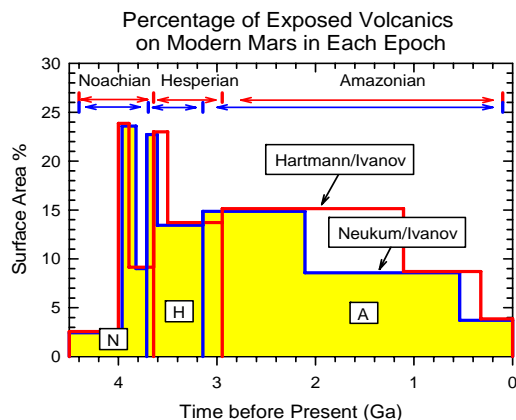 Percentage of Exposed Volcanics
on Modern Mars in Each Epoch
30
25
20
15
10
5
0
Surface Area %
Noachian Hesperian Amazonian
Hartmann/Ivanov
Neukum/Ivanov
N H A
4 3 2 1 0
Time before Present (Ga)